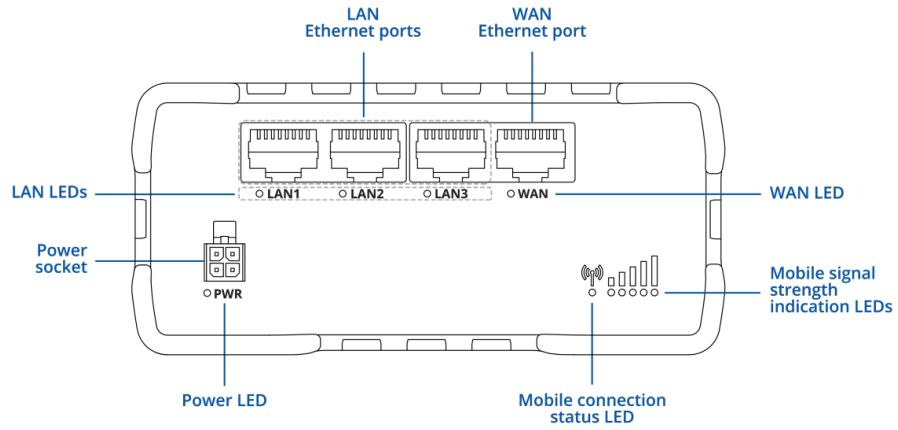 LAN
Ethernet ports
WAN
Ethernet port
LAN LEDs
LAN1
LAN2
LAN3
WAN
WAN LED
Power
socket
PWR
Mobile signal
strength
indication LEDs
Power LED
Mobile connection
status LED